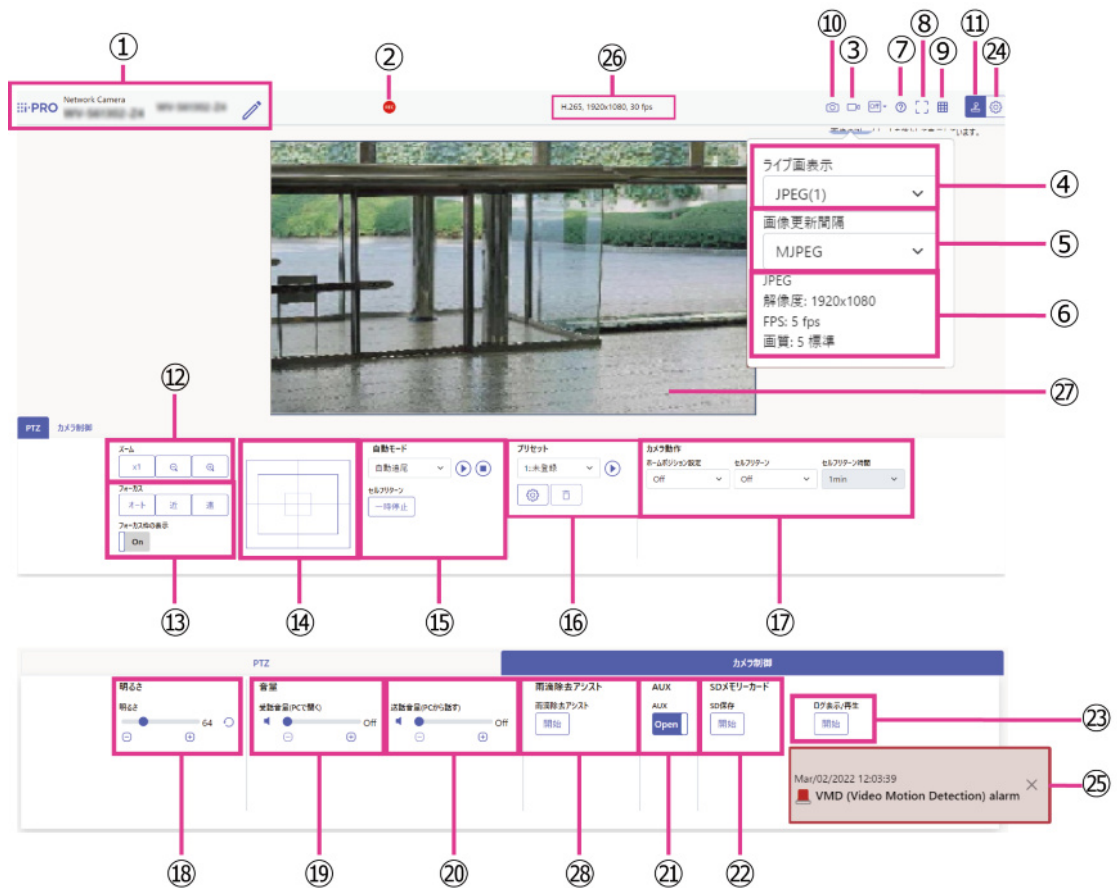 ⑩ ③ ⑦ ⑧ ⑨ ⑪ ㉔
① ② ㉖
i-PRO
Network Camera
REC
H.265, 1920x1080, 30 fps
Off
います。
ライブ画表示
JPEG(1)
④
画像更新間隔
MJPEG
⑤
JPEG
解像度: 1920x1080
FPS: 5 fps
画質: 5 標準
⑥
㉗
⑫
PTZ カメラ制御
ズーム
x1
フォーカス
オート 近 遠
フォーカス枠の表示
On
自動モード
自動追尾
セルフリターン
一時停止
プリセット
1:未登録
カメラ動作
ホームポジション設定 セルフリターン セルフリターン時間
Off Off 1min
⑬ ⑭ ⑮ ⑯ ⑰
PTZ カメラ制御
明るさ
明るさ
64
音量
受話音量(PCで聞く)
Off
送話音量(PCから話す)
Off
雨滴除去アシスト
雨滴除去アシスト
開始
AUX
AUX
Open
SDメモリーカード
SD保存
開始
ログ表示/再生
開始
㉓
Mar/02/2022 12:03:39
VMD (Video Motion Detection) alarm
㉕
⑱ ⑲ ⑳ ㉘ ㉑ ㉒